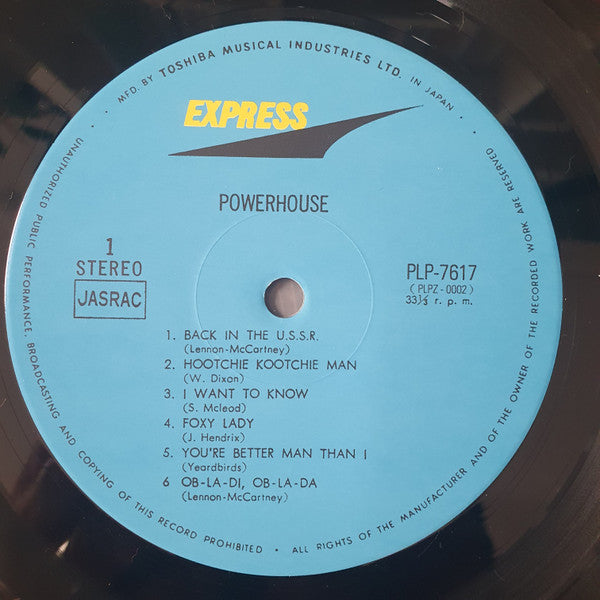 MFD. BY TOSHIBA MUSICAL INDUSTRIES LTD. IN JAPAN
EXPRESS
POWERHOUSE
1
STEREO
JASRAC
PLP-7617
( PLPZ - 0002 )
33⅓ r. p. m.
1. BACK IN THE U.S.S.R.
(Lennon-McCartney)
2. HOOTCHIE KOOTCHIE MAN
(W. Dixon)
3. I WANT TO KNOW
(S. Mcleod)
4. FOXY LADY
(J. Hendrix)
5. YOU'RE BETTER MAN THAN I
(Yeardbirds)
6 OB-LA-DI, OB-LA-DA
(Lennon-McCartney)
UNAUTHORIZED PUBLIC PERFORMANCE, BROADCASTING AND COPYING OF THIS RECORD PROHIBITED • ALL RIGHTS OF THE MANUFACTURER AND OF THE OWNER OF THE RECORDED WORK ARE RESERVED